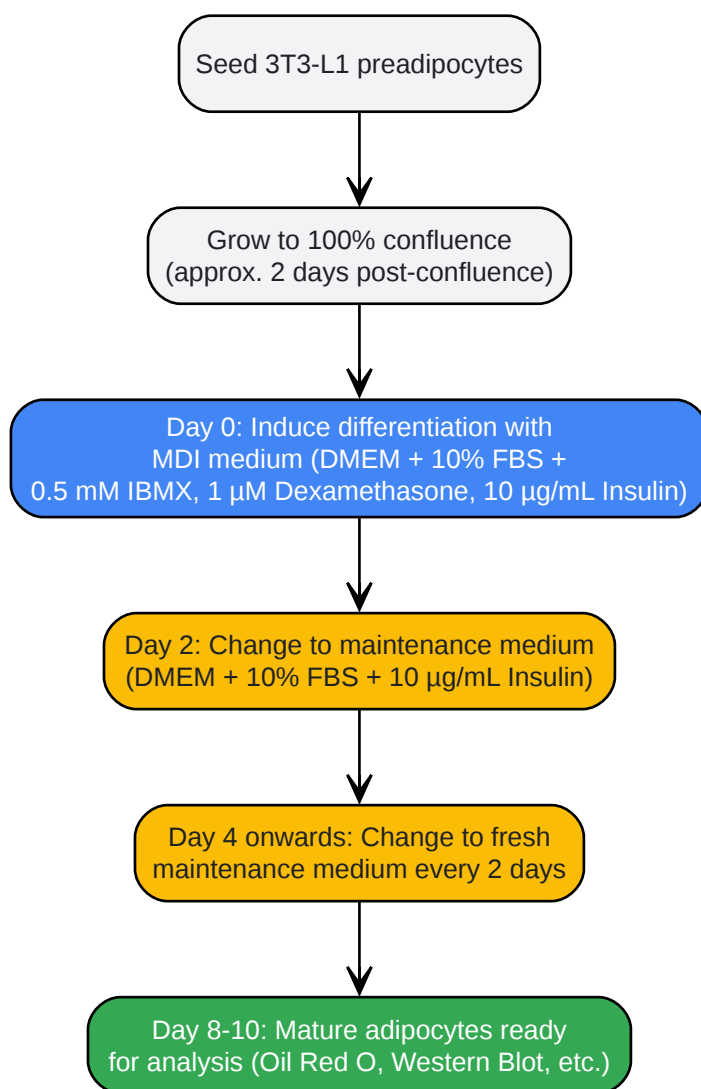 Seed 3T3-L1 preadipocytes
Grow to 100% confluence
(approx. 2 days post-confluence)
Day 0: Induce differentiation with
MDI medium (DMEM + 10% FBS +
0.5 mM IBMX, 1 µM Dexamethasone, 10 µg/mL Insulin)
Day 2: Change to maintenance medium
(DMEM + 10% FBS + 10 µg/mL Insulin)
Day 4 onwards: Change to fresh
maintenance medium every 2 days
Day 8-10: Mature adipocytes ready
for analysis (Oil Red O, Western Blot, etc.)